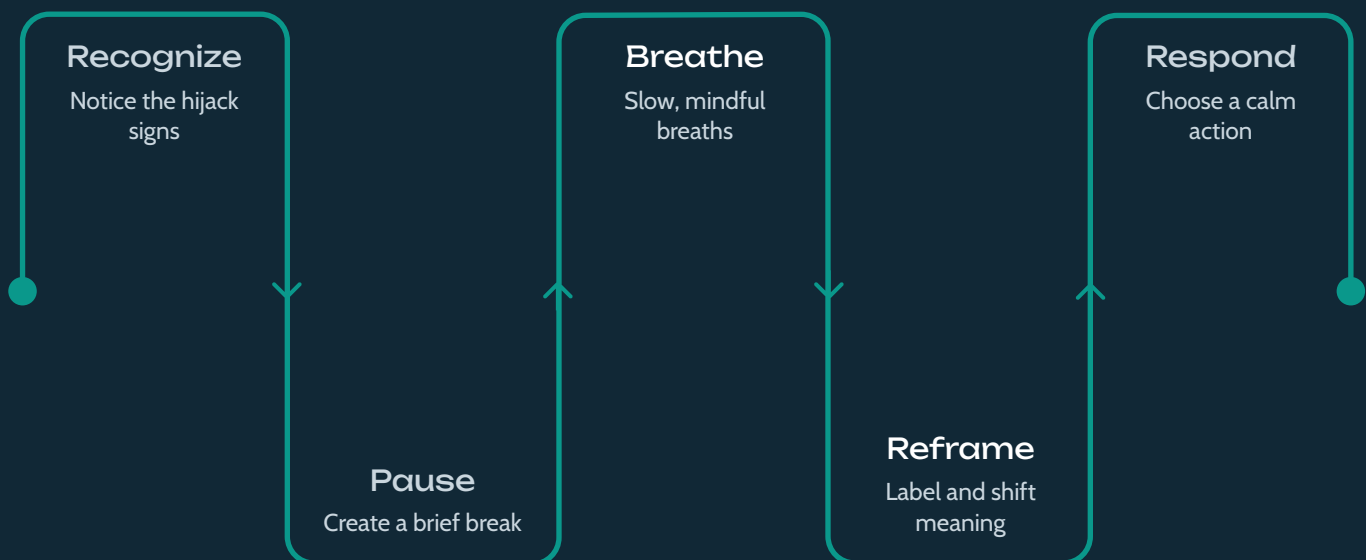 Recognize
Notice the hijack
signs
Pause
Create a brief break
Breathe
Slow, mindful
breaths
Reframe
Label and shift
meaning
Respond
Choose a calm
action